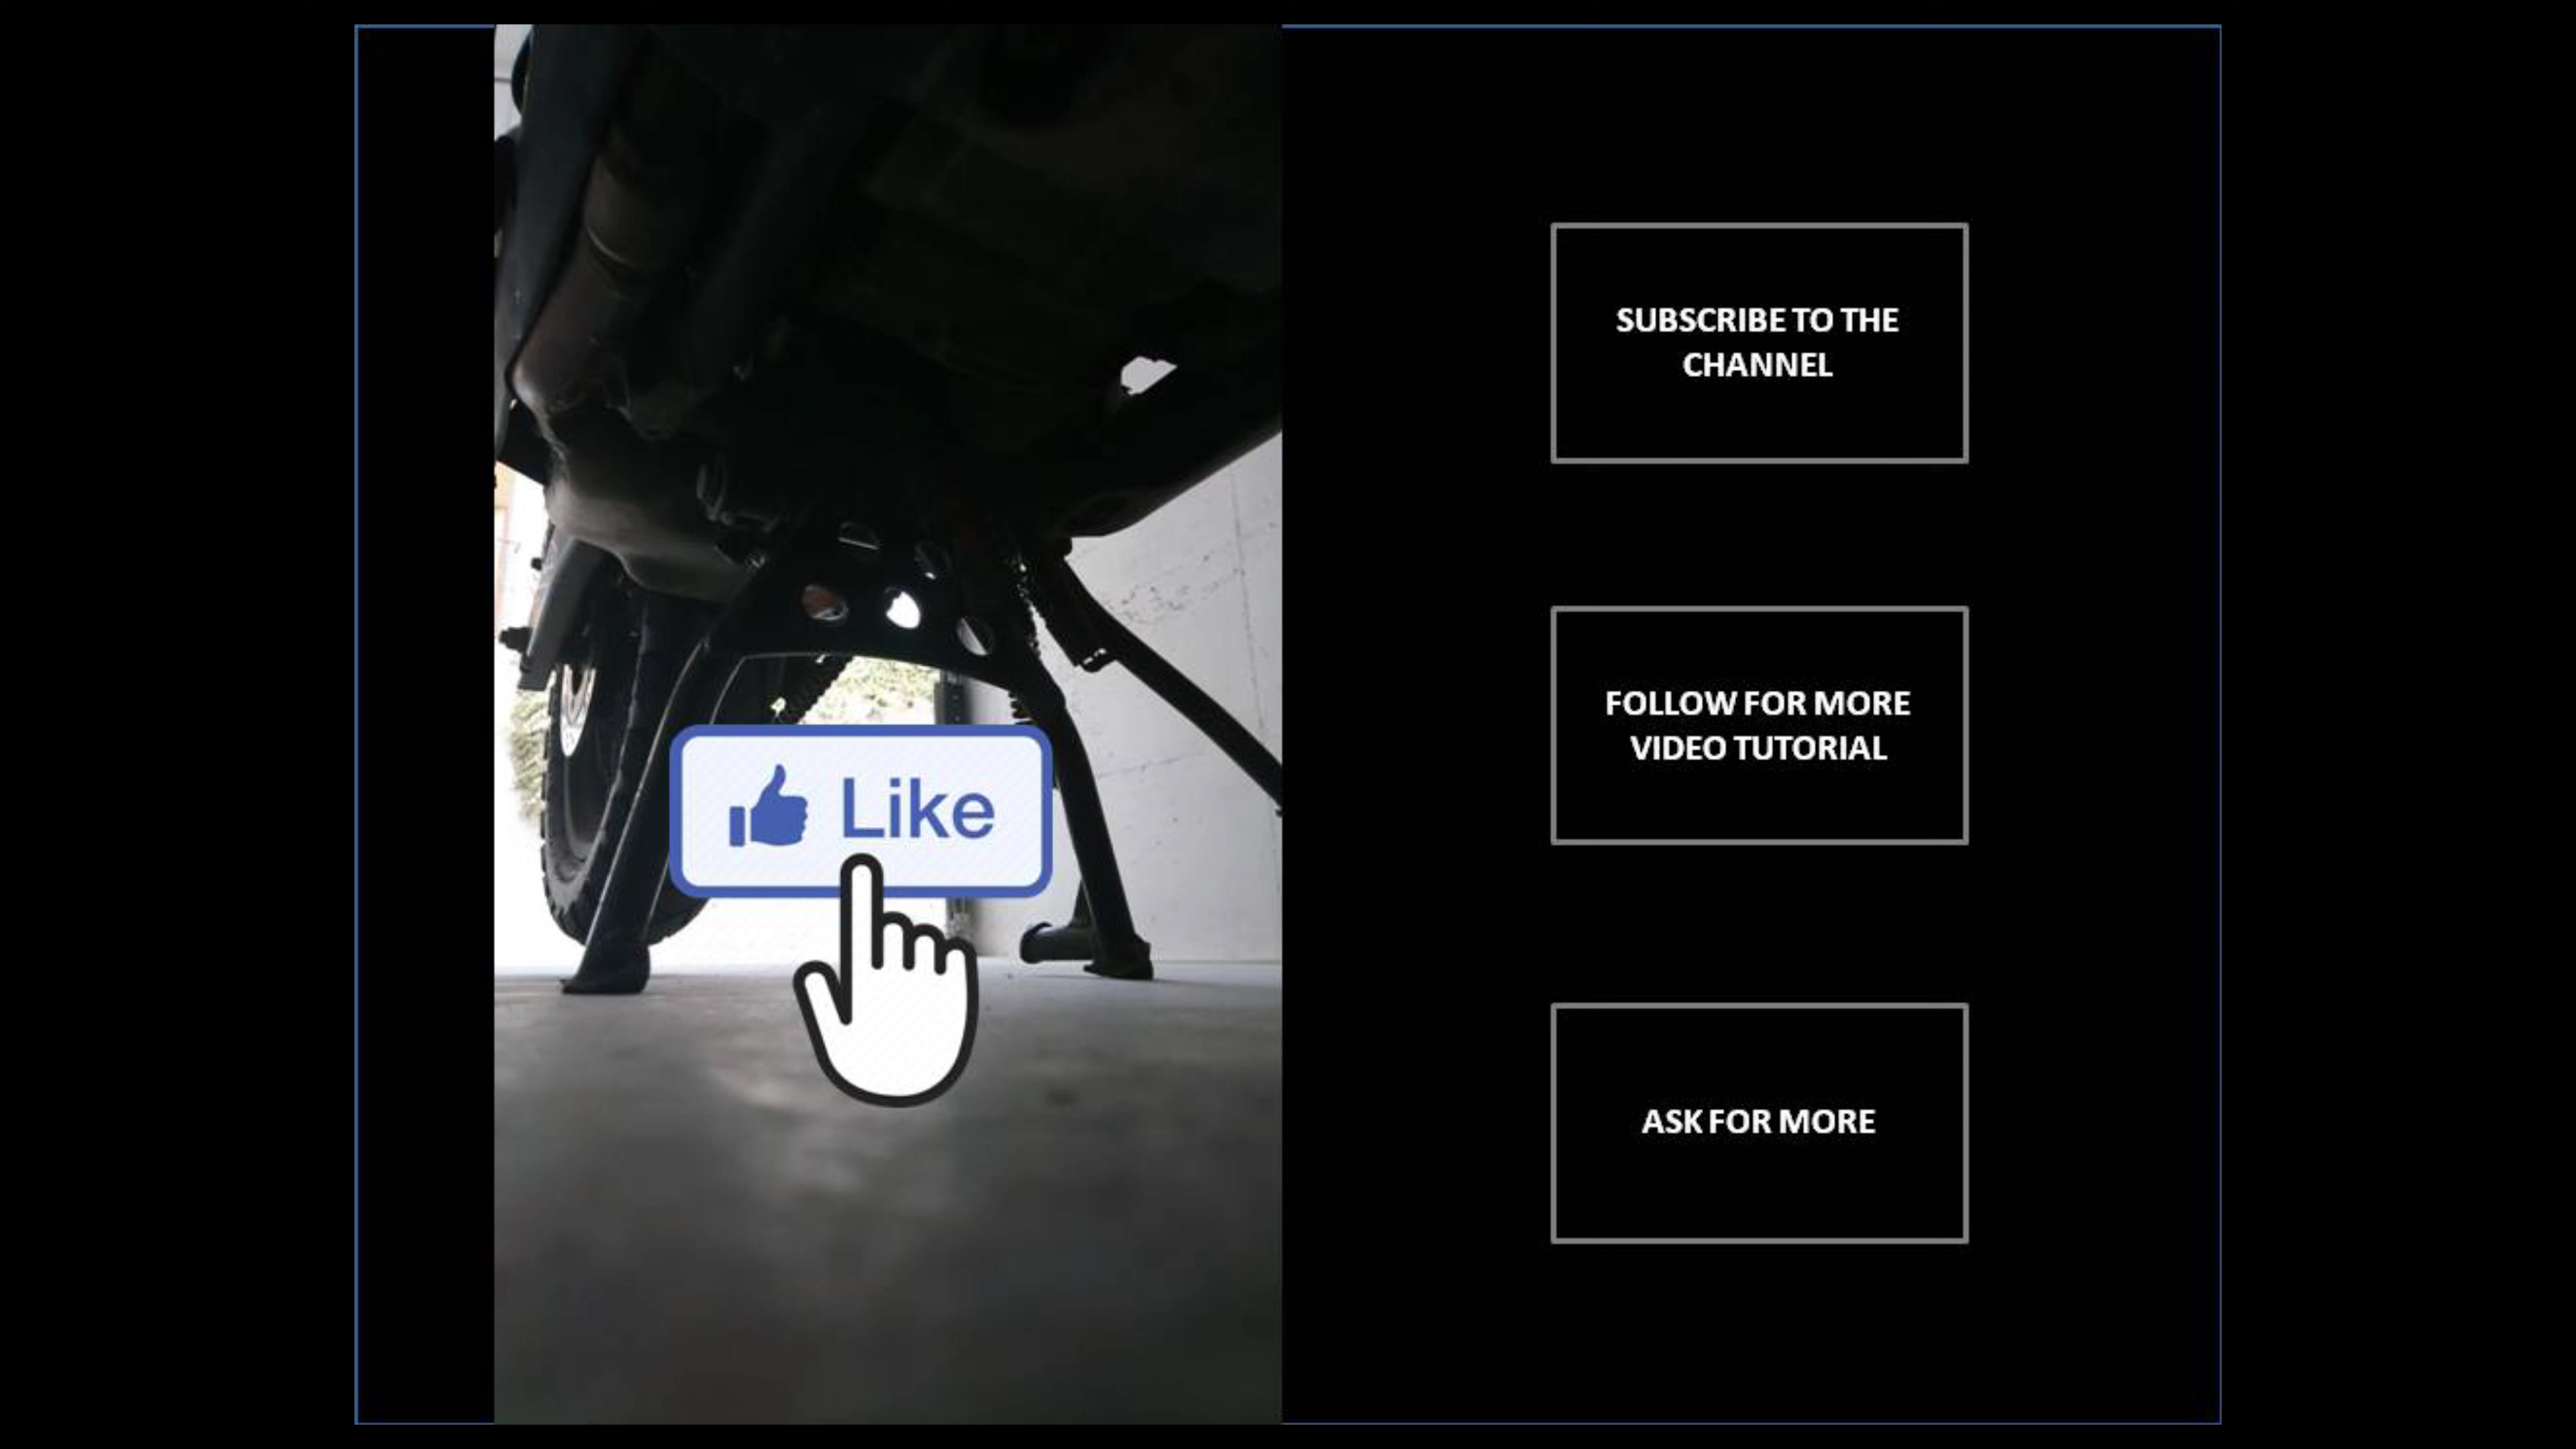 Like
SUBSCRIBE TO THE
CHANNEL
FOLLOW FOR MORE
VIDEO TUTORIAL
ASK FOR MORE